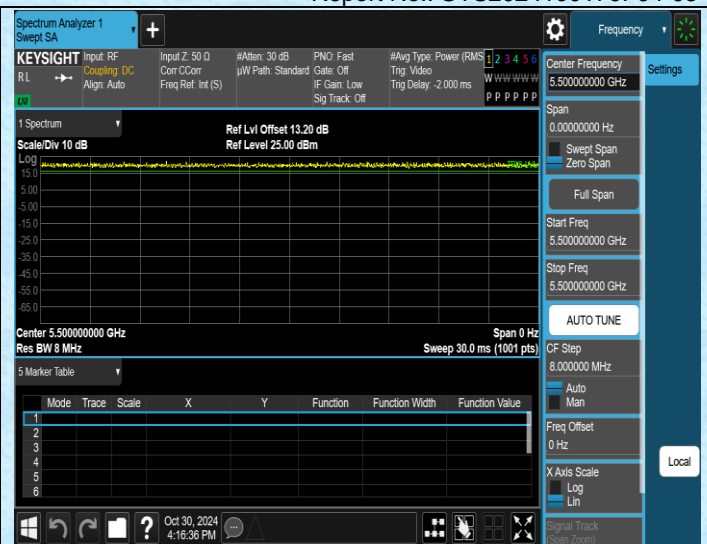 Spectrum Analyzer 1
Swept SA
+
Frequency
KEYSIGHT
RL
LXI
Input: RF
Coupling: DC
Align: Auto
Input Z: 50 Ω
Corr CCorr
Freq Ref: Int (S)
#Atten: 30 dB
µW Path: Standard
PNO: Fast
Gate: Off
IF Gain: Low
Sig Track: Off
#Avg Type: Power (RMS
Trig: Video
Trig Delay: -2.000 ms
1 2 3 4 5 6
W W W W W W
P P P P P P
Center Frequency
5.500000000 GHz
Settings
Span
0.00000000 Hz
Swept Span
Zero Span
Full Span
Start Freq
5.500000000 GHz
Stop Freq
5.500000000 GHz
AUTO TUNE
CF Step
8.000000 MHz
Auto
Man
Freq Offset
0 Hz
X Axis Scale
Log
Lin
Signal Track
(Span Zoom)
Local
1 Spectrum
Scale/Div 10 dB
Ref Lvl Offset 13.20 dB
Ref Level 25.00 dBm
Log
15.0
5.00
-5.00
-15.0
-25.0
-35.0
-45.0
-55.0
-65.0
Center 5.500000000 GHz
Res BW 8 MHz
Span 0 Hz
Sweep 30.0 ms (1001 pts)
5 Marker Table
Mode Trace Scale X Y Function Function Width Function Value
1
2
3
4
5
6
?
Oct 30, 2024
4:16:36 PM